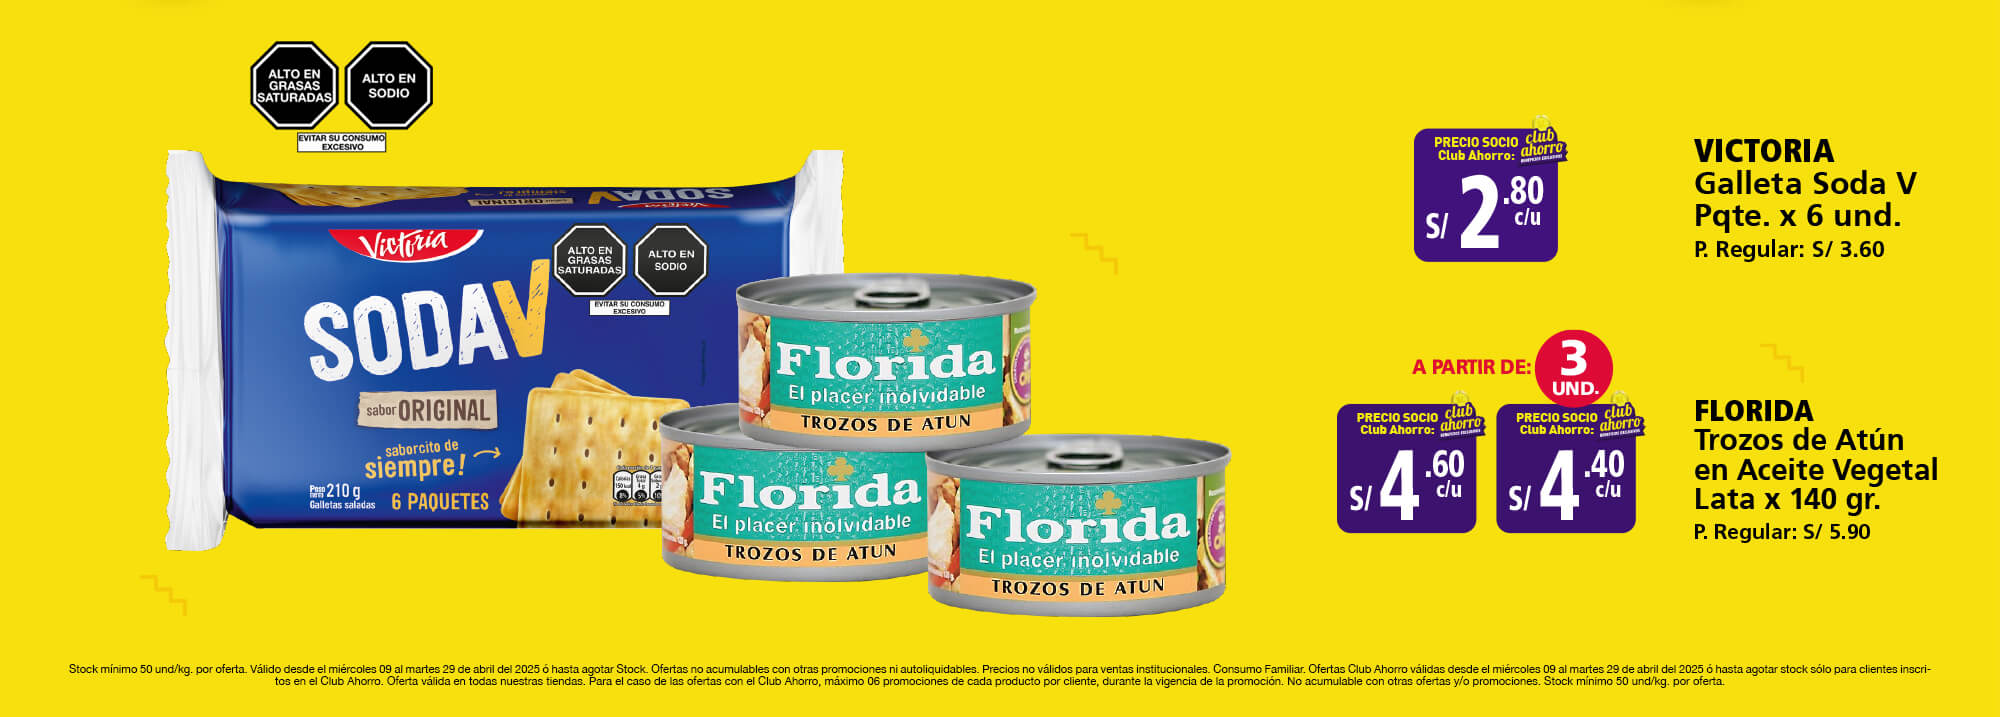 ALTO EN
GRASAS
SATURADAS
ALTO EN
SODIO
EVITAR SU CONSUMO
EXCESIVO
SODAV
sabor ORIGINAL
Victoria
ALTO EN
GRASAS
SATURADAS
ALTO EN
SODIO
EVITAR SU CONSUMO
EXCESIVO
SODAV
sabor ORIGINAL
saborcito de
siempre!
Peso
neto 210 g
Galletas saladas
6 PAQUETES
Florida
El placer inolvidable
TROZOS DE ATUN
Florida
El placer inolvidable
TROZOS DE ATUN
Florida
El placer inolvidable
TROZOS DE ATUN
PRECIO SOCIO
Club Ahorro:
club
ahorro
S/ 2.80
c/u
VICTORIA
Galleta Soda V
Pqte. x 6 und.
P. Regular: S/ 3.60
A PARTIR DE:
3
UND.
PRECIO SOCIO
Club Ahorro:
club
ahorro
S/ 4.60
c/u
PRECIO SOCIO
Club Ahorro:
club
ahorro
S/ 4.40
c/u
FLORIDA
Trozos de Atún
en Aceite Vegetal
Lata x 140 gr.
P. Regular: S/ 5.90
Stock mínimo 50 und/kg. por oferta. Válido desde el miércoles 09 al martes 29 de abril del 2025 ó hasta agotar Stock. Ofertas no acumulables con otras promociones ni autoliquidables. Precios no válidos para ventas institucionales. Consumo Familiar. Ofertas Club Ahorro válidas desde el miércoles 09 al martes 29 de abril del 2025 ó hasta agotar stock sólo para clientes inscri-
tos en el Club Ahorro. Oferta válida en todas nuestras tiendas. Para el caso de las ofertas con el Club Ahorro, máximo 06 promociones de cada producto por cliente, durante la vigencia de la promoción. No acumulable con otras ofertas y/o promociones. Stock mínimo 50 und/kg. por oferta.